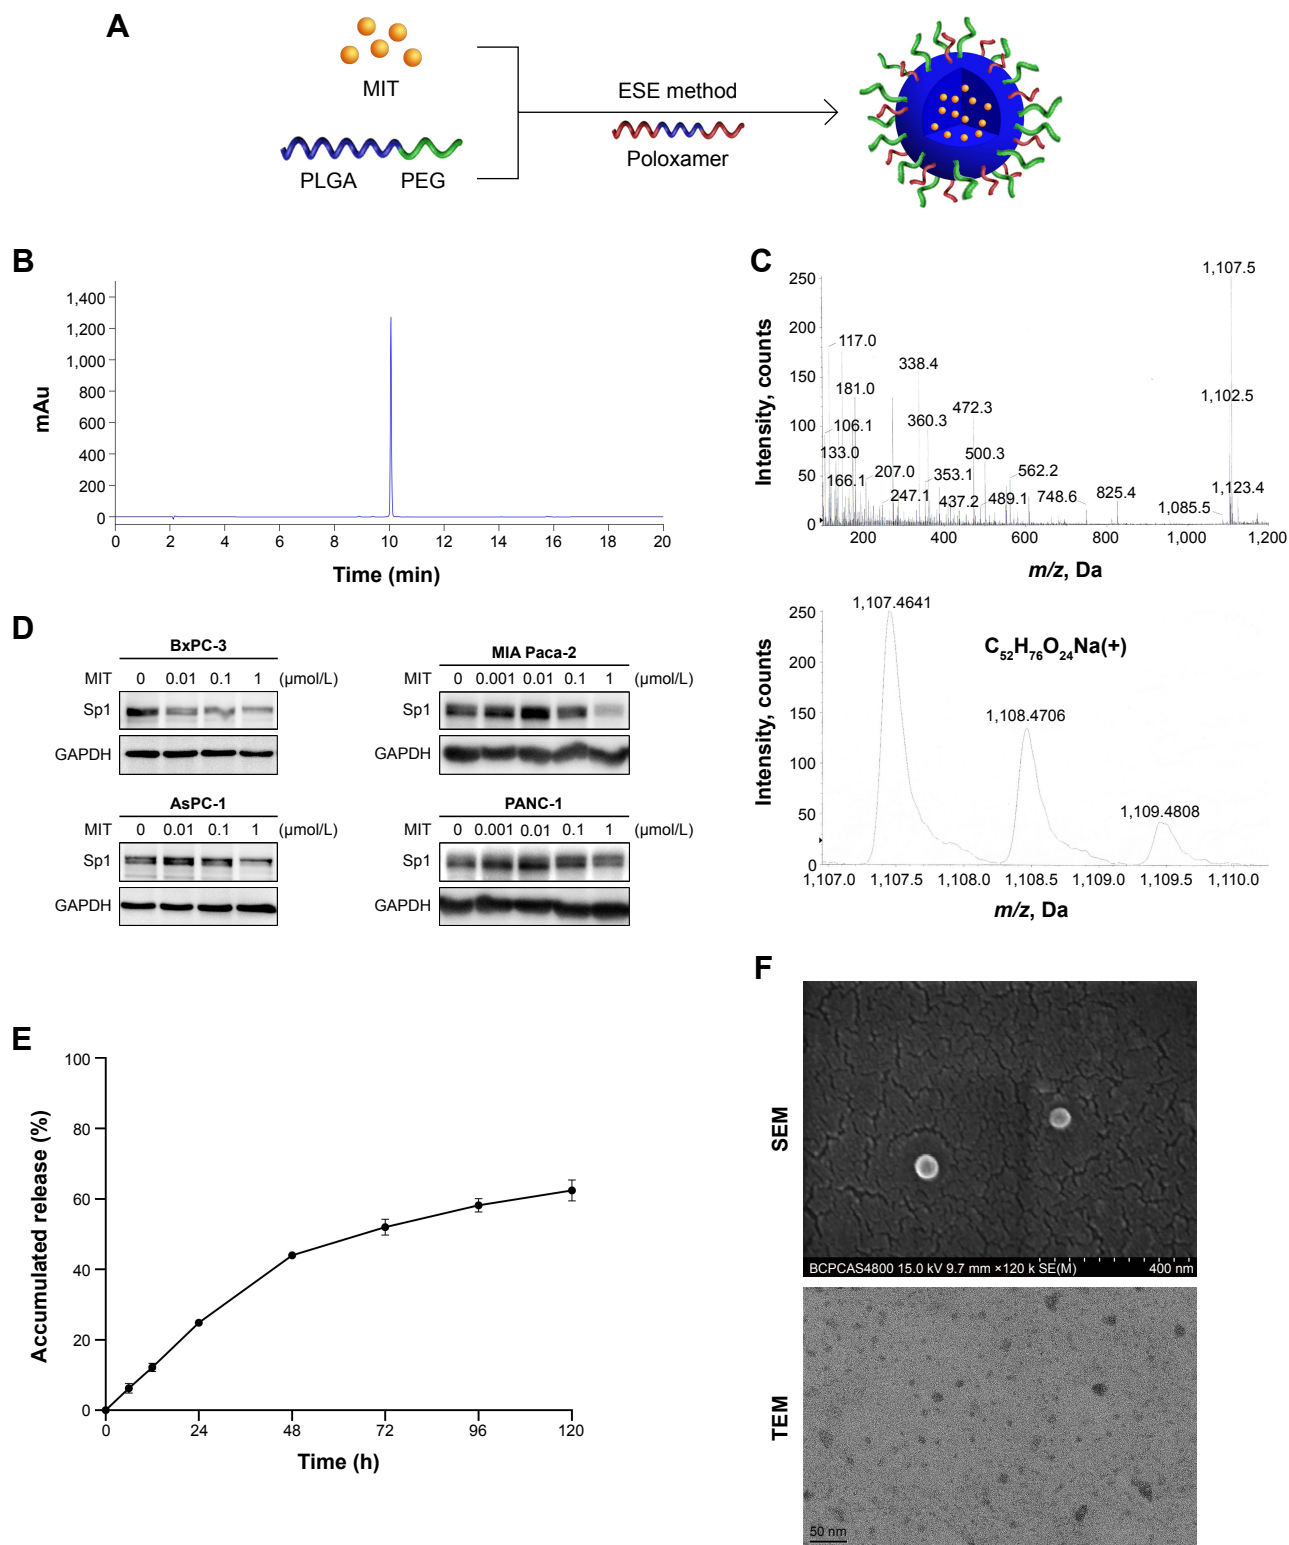 A
MIT
PLGA PEG
ESE method
Poloxamer
B
mAu
1,400
1,200
1,000
800
600
400
200
0
0 2 4 6 8 10 12 14 16 18 20
Time (min)
C
Intensity, counts
250
200
150
100
50
0
1,107.5
117.0
338.4
181.0
1,102.5
472.3
360.3
106.1
133.0
500.3
562.2
207.0
353.1
166.1
1,123.4
247.1
437.2
489.1
748.6
825.4
1,085.5
200 400 600 800 1,000 1,200
m/z, Da
Intensity, counts
250
200
150
100
50
0
1,107.4641
C52H76O24Na(+)
1,108.4706
1,109.4808
1,107.0 1,107.5 1,108.0 1,108.5 1,109.0 1,109.5 1,110.0
m/z, Da
D
BxPC-3
MIT 0 0.01 0.1 1 (μmol/L)
Sp1
GAPDH
MIA Paca-2
MIT 0 0.001 0.01 0.1 1 (μmol/L)
Sp1
GAPDH
AsPC-1
MIT 0 0.01 0.1 1 (μmol/L)
Sp1
GAPDH
PANC-1
MIT 0 0.001 0.01 0.1 1 (μmol/L)
Sp1
GAPDH
E
Accumulated release (%)
100
80
60
40
20
0
0 24 48 72 96 120
Time (h)
F
SEM
BCPCAS4800 15.0 kV 9.7 mm ×120 k SE(M) 400 nm
TEM
50 nm